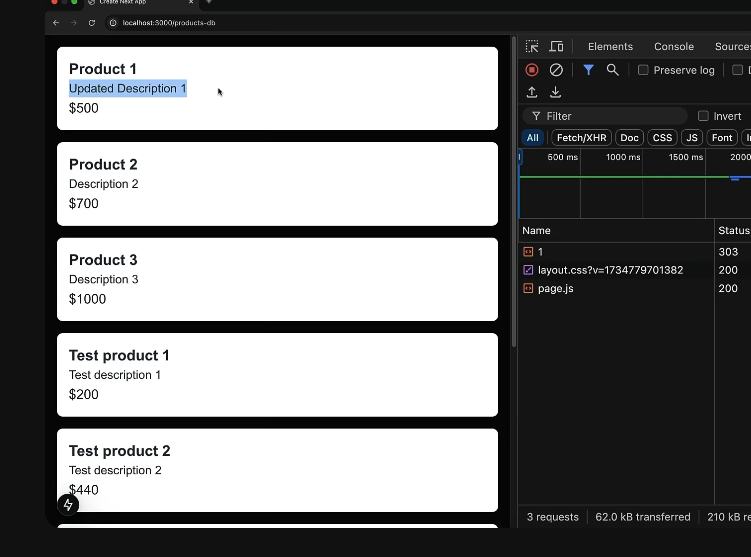 Create Next App
localhost:3000/products-db
Product 1
Updated Description 1
$500
Product 2
Description 2
$700
Product 3
Description 3
$1000
Test product 1
Test description 1
$200
Test product 2
Test description 2
$440
Elements Console Sources
Preserve log
Filter Invert
All Fetch/XHR Doc CSS JS Font
500 ms 1000 ms 1500 ms 2000
Name Status
1 303
layout.css?v=1734779701382 200
page.js 200
3 requests 62.0 kB transferred 210 kB re